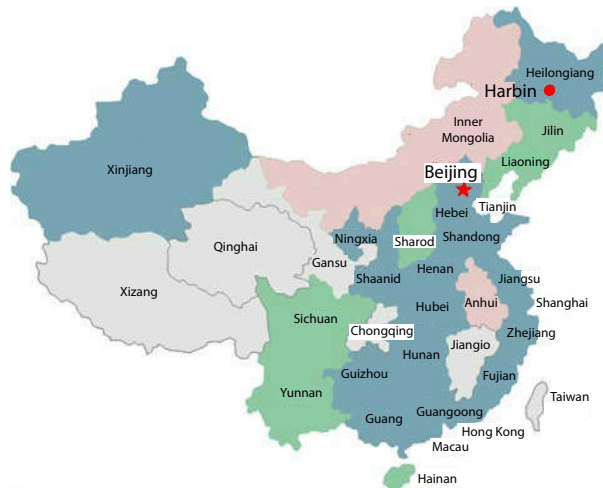 Heilongiang
Harbin
Jilin
Inner
Mongolia
Liaoning
Xinjiang
Beijing
Tianjin
Hebei
Ningxia
Sharod
Shandong
Qinghai
Gansu
Henan
Shaanid
Jiangsu
Xizang
Hubei
Anhui
Shanghai
Sichuan
Chongqing
Zhejiang
Jiangio
Hunan
Guizhou
Fujian
Yunnan
Taiwan
Guang
Guangoong
Hong Kong
Macau
Hainan